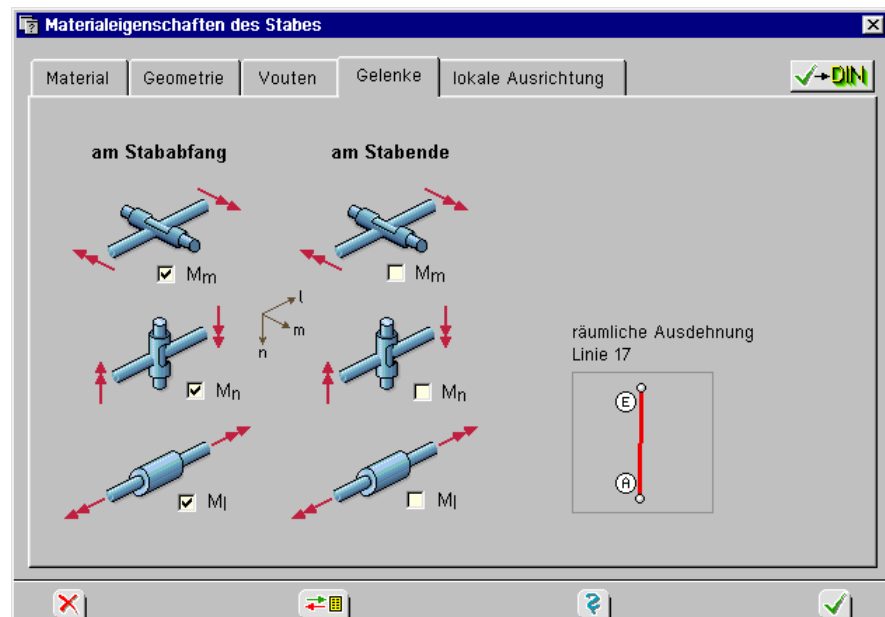 Materialeigenschaften des Stabes
Material Geometrie Vouten Gelenke lokale Ausrichtung DIN
am Stababfang am Stabende
Mm Mm
l
m
n
räumliche Ausdehnung
Linie 17
Mn Mn
E
A
Ml Ml